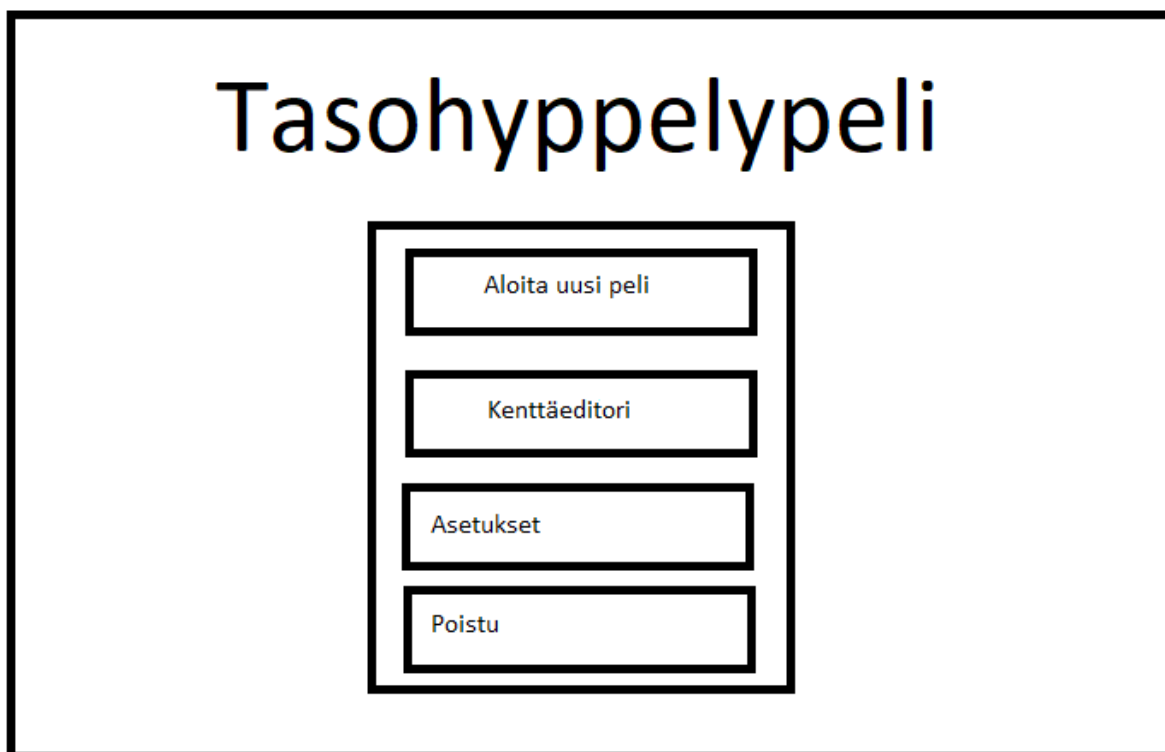 Tasohyppelypeli
Aloita uusi peli
Kenttäeditori
Asetukset
Poistu